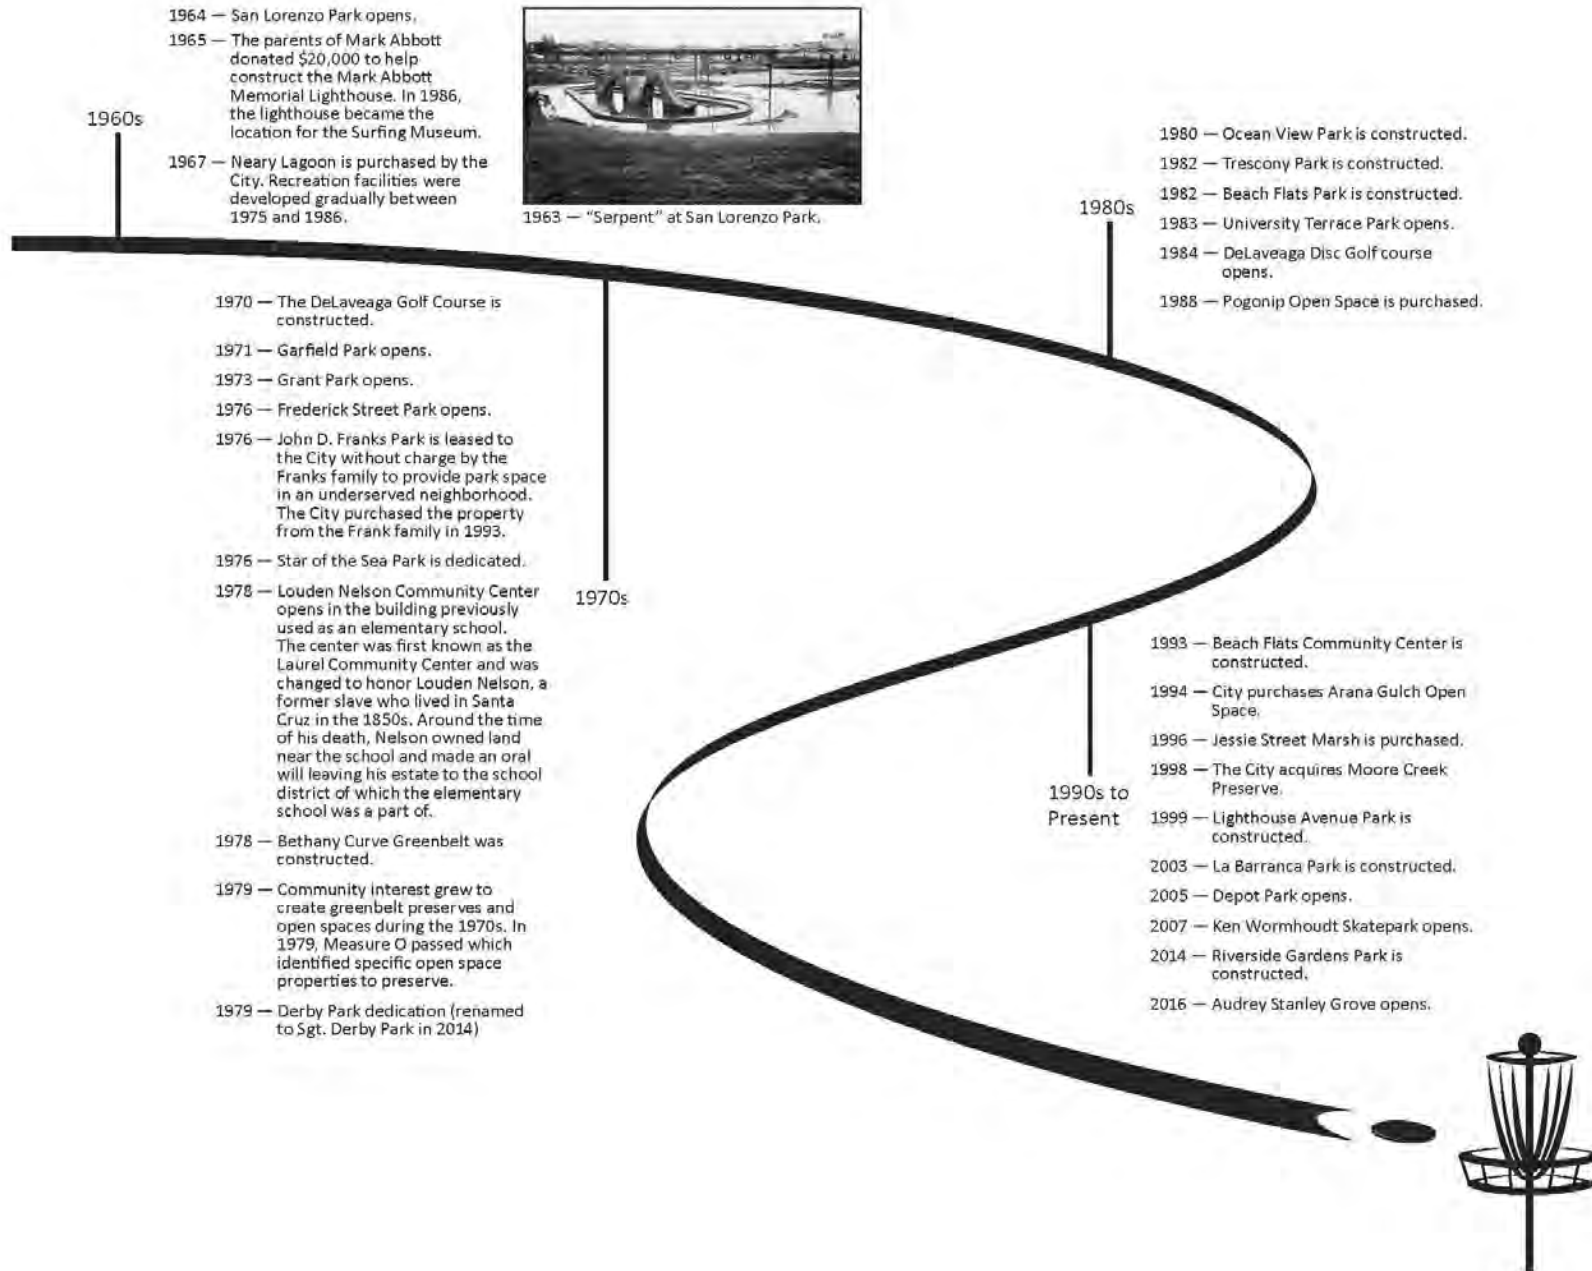 1964 — San Lorenzo Park opens.
1965 — The parents of Mark Abbott
donated $20,000 to help
construct the Mark Abbott
Memorial Lighthouse. In 1986,
the lighthouse became the
location for the Surfing Museum.
1967 — Neary Lagoon is purchased by the
City. Recreation facilities were
developed gradually between
1975 and 1986.
1960s
1963 — “Serpent” at San Lorenzo Park.
1970 — The DeLaveaga Golf Course is
constructed.
1971 — Garfield Park opens.
1973 — Grant Park opens.
1976 — Frederick Street Park opens.
1976 — John D. Franks Park is leased to
the City without charge by the
Franks family to provide park space
in an underserved neighborhood.
The City purchased the property
from the Frank family in 1993.
1976 — Star of the Sea Park is dedicated.
1978 — Louden Nelson Community Center
opens in the building previously
used as an elementary school.
The center was first known as the
Laurel Community Center and was
changed to honor Louden Nelson, a
former slave who lived in Santa
Cruz in the 1850s. Around the time
of his death, Nelson owned land
near the school and made an oral
will leaving his estate to the school
district of which the elementary
school was a part of.
1978 — Bethany Curve Greenbelt was
constructed.
1979 — Community interest grew to
create greenbelt preserves and
open spaces during the 1970s. In
1979, Measure O passed which
identified specific open space
properties to preserve.
1979 — Derby Park dedication (renamed
to Sgt. Derby Park in 2014)
1970s
1980s
1980 — Ocean View Park is constructed.
1982 — Trescony Park is constructed.
1982 — Beach Flats Park is constructed.
1983 — University Terrace Park opens.
1984 — DeLaveaga Disc Golf course
opens.
1988 — Pogonip Open Space is purchased.
1990s to
Present
1993 — Beach Flats Community Center is
constructed.
1994 — City purchases Arana Gulch Open
Space.
1996 — Jessie Street Marsh is purchased.
1998 — The City acquires Moore Creek
Preserve.
1999 — Lighthouse Avenue Park is
constructed.
2003 — La Barranca Park is constructed.
2005 — Depot Park opens.
2007 — Ken Wormhoudt Skatepark opens.
2014 — Riverside Gardens Park is
constructed.
2016 — Audrey Stanley Grove opens.